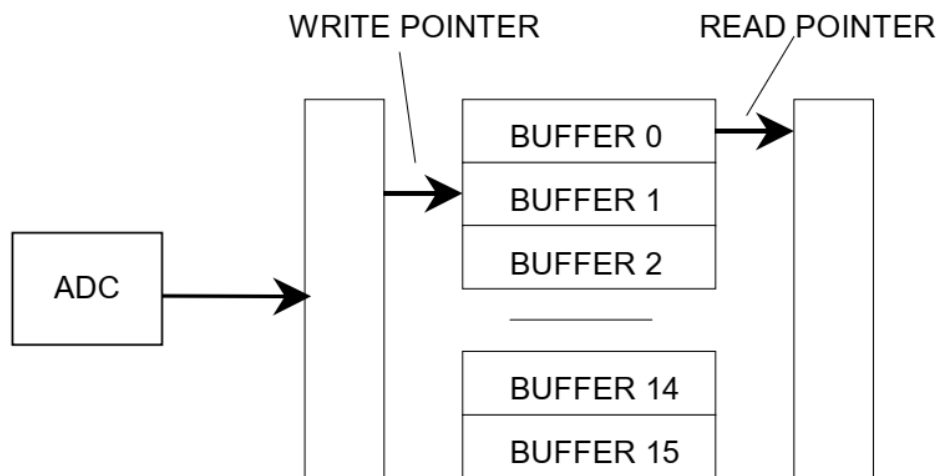 WRITE POINTER
READ POINTER
BUFFER 0
BUFFER 1
BUFFER 2
ADC
BUFFER 14
BUFFER 15